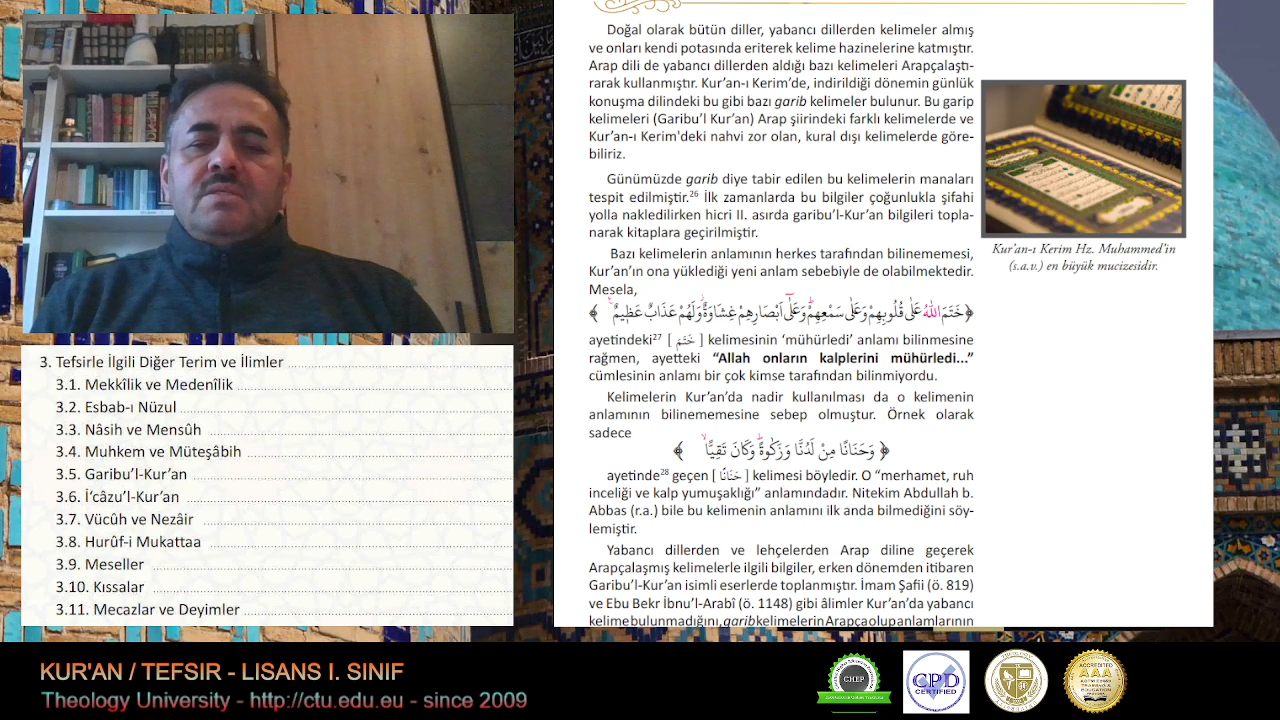 Doğal olarak bütün diller, yabancı dillerden kelimeler almış
ve onları kendi potasında eriterek kelime hazinelerine katmıştır.
Arap dili de yabancı dillerden aldığı bazı kelimeleri Arapçalaştı-
rarak kullanmıştır. Kur’an-ı Kerim’de, indirildiği dönemin günlük
konuşma dilindeki bu gibi bazı garib kelimeler bulunur. Bu garip
kelimeleri (Garibu’l Kur’an) Arap şiirindeki farklı kelimelerde ve
Kur’an-ı Kerim'deki nahvi zor olan, kural dışı kelimelerde göre-
biliriz.
Günümüzde garib diye tabir edilen bu kelimelerin manaları
tespit edilmiştir.26 İlk zamanlarda bu bilgiler çoğunlukla şifahi
yolla nakledilirken hicri II. asırda garibu’l-Kur’an bilgileri topla-
narak kitaplara geçirilmiştir.
Bazı kelimelerin anlamının herkes tarafından bilinememesi,
Kur’an’ın ona yüklediği yeni anlam sebebiyle de olabilmektedir.
Mesela,
﴿خَتَمَ اللّٰهُ عَلٰى قُلُوبِهِمْ وَعَلٰى سَمْعِهِمْۜ وَعَلٰٓى اَبْصَارِهِمْ غِشَاوَةٌۘ وَلَهُمْ عَذَابٌ عَظ۪يمٌ۟﴾
ayetindeki27 [ خَتَمَ ] kelimesinin ‘mühürledi’ anlamı bilinmesine
rağmen, ayetteki “Allah onların kalplerini mühürledi...”
cümlesinin anlamı bir çok kimse tarafından bilinmiyordu.
Kelimelerin Kur’an’da nadir kullanılması da o kelimenin
anlamının bilinememesine sebep olmuştur. Örnek olarak
sadece
﴿ وَحَنَانًا مِنْ لَدُنَّا وَزَكٰوةًۜ وَكَانَ تَقِيًّاۙ ﴾
ayetinde28 geçen [ حَنَانًا ] kelimesi böyledir. O “merhamet, ruh
inceliği ve kalp yumuşaklığı” anlamındadır. Nitekim Abdullah b.
Abbas (r.a.) bile bu kelimenin anlamını ilk anda bilmediğini söy-
lemiştir.
Yabancı dillerden ve lehçelerden Arap diline geçerek
Arapçalaşmış kelimelerle ilgili bilgiler, erken dönemden itibaren
Garibu’l-Kur’an isimli eserlerde toplanmıştır. İmam Şafii (ö. 819)
ve Ebu Bekr İbnu’l-Arabî (ö. 1148) gibi âlimler Kur’an’da yabancı
kelime bulunmadığını, garib kelimelerin Arapça olup anlamlarının
Kur’an-ı Kerim Hz. Muhammed’in
(s.a.v.) en büyük mucizesidir.
3. Tefsirle İlgili Diğer Terim ve İlimler
3.1. Mekkîlik ve Medenîlik
3.2. Esbab-ı Nüzul
3.3. Nâsih ve Mensûh
3.4. Muhkem ve Müteşâbih
3.5. Garibu’l-Kur’an
3.6. İ‘câzu’l-Kur’an
3.7. Vücûh ve Nezâir
3.8. Hurûf-i Mukattaa
3.9. Meseller
3.10. Kıssalar
3.11. Mecazlar ve Deyimler
KUR'AN / TEFSIR - LISANS I. SINIF
Theology University - http://ctu.edu.eu - since 2009
CHEP
CPD
CERTIFIED
ACCREDITED
AAA